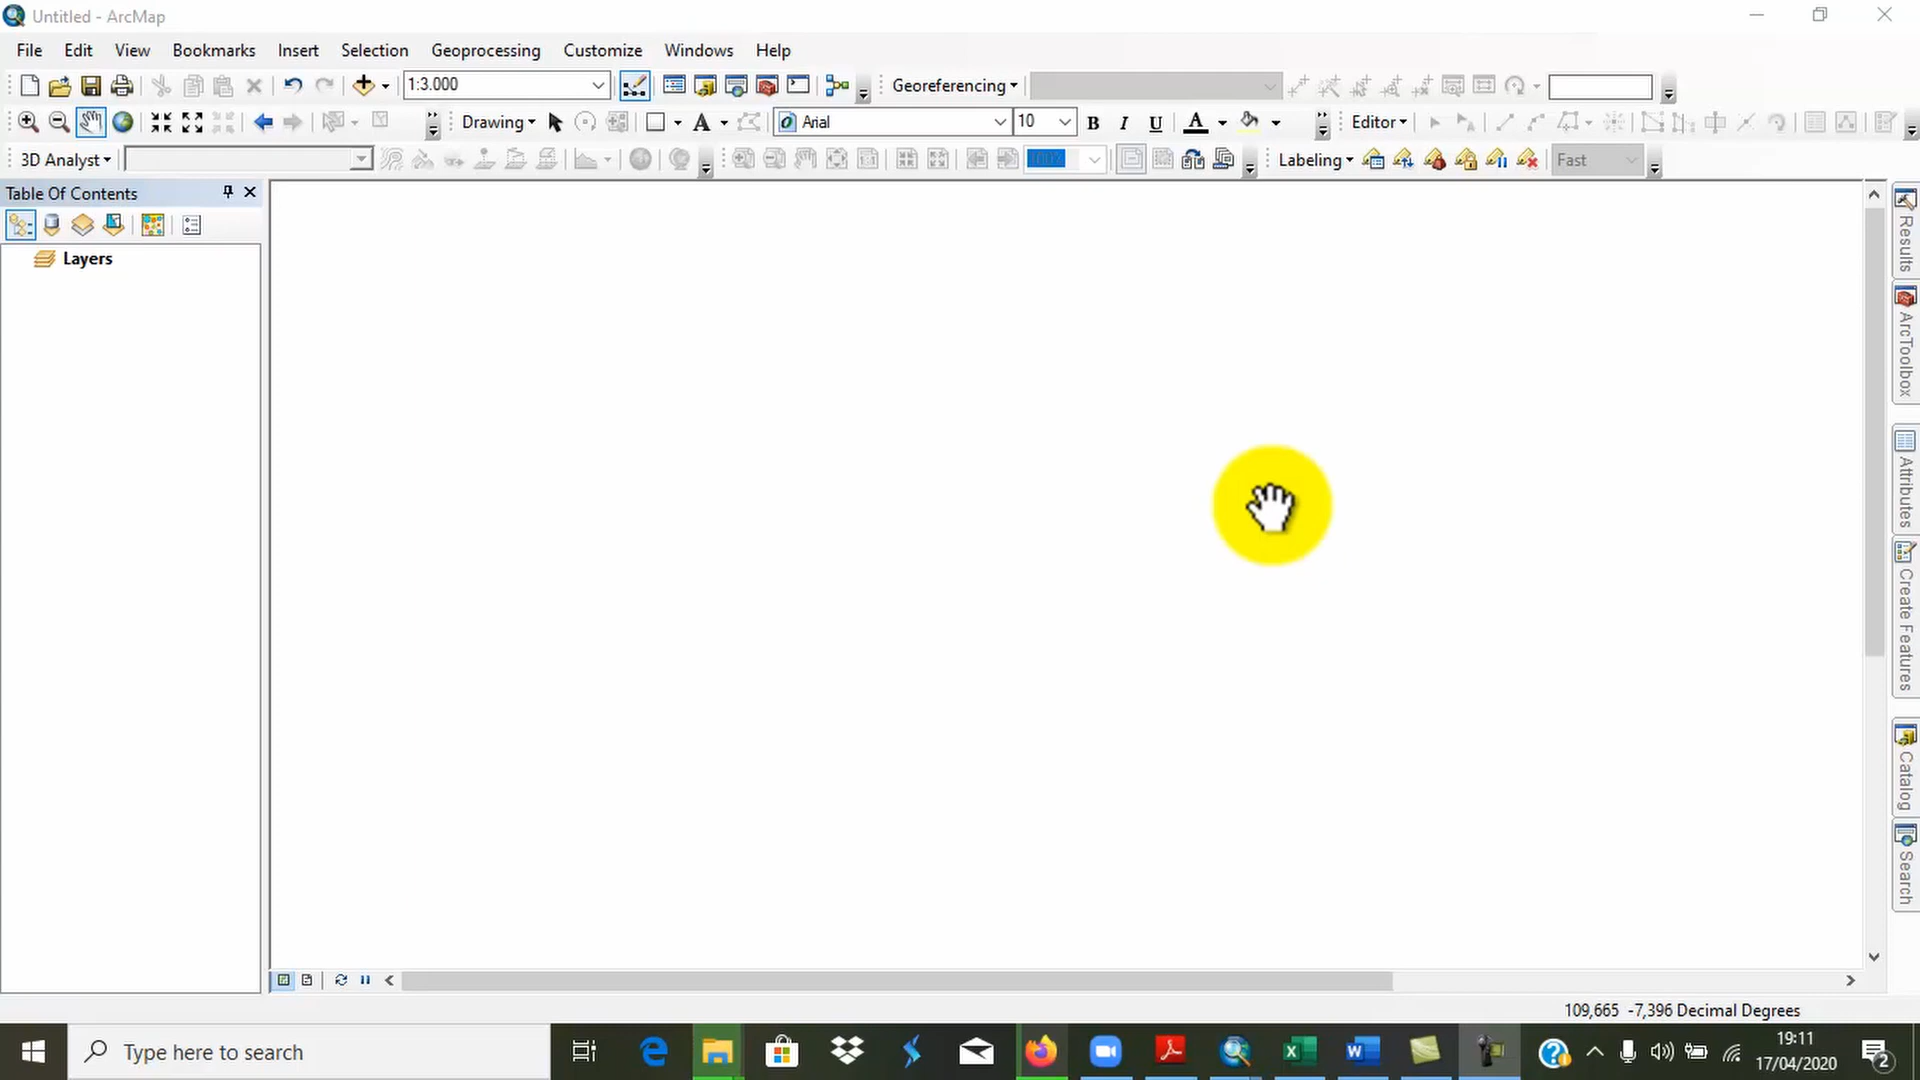 Untitled - ArcMap
File Edit View Bookmarks Insert Selection Geoprocessing Customize Windows Help
1:3.000 Georeferencing
Drawing A Arial 10 B I U A Editor
3D Analyst 100% Labeling Fast
Table Of Contents
Layers
Results
ArcToolbox
Attributes
Create Features
Catalog
Search
109,665 -7,396 Decimal Degrees
Type here to search
19:11
17/04/2020
2